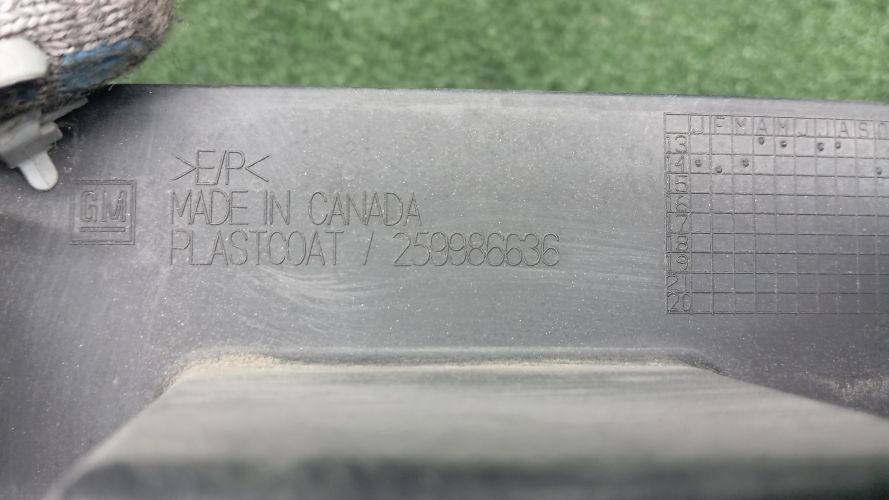 >E/P<
GM
MADE IN CANADA
PLASTCOAT / 259986636
J F M A M J J A S O
13
14
15
16
17
18
19
21
20